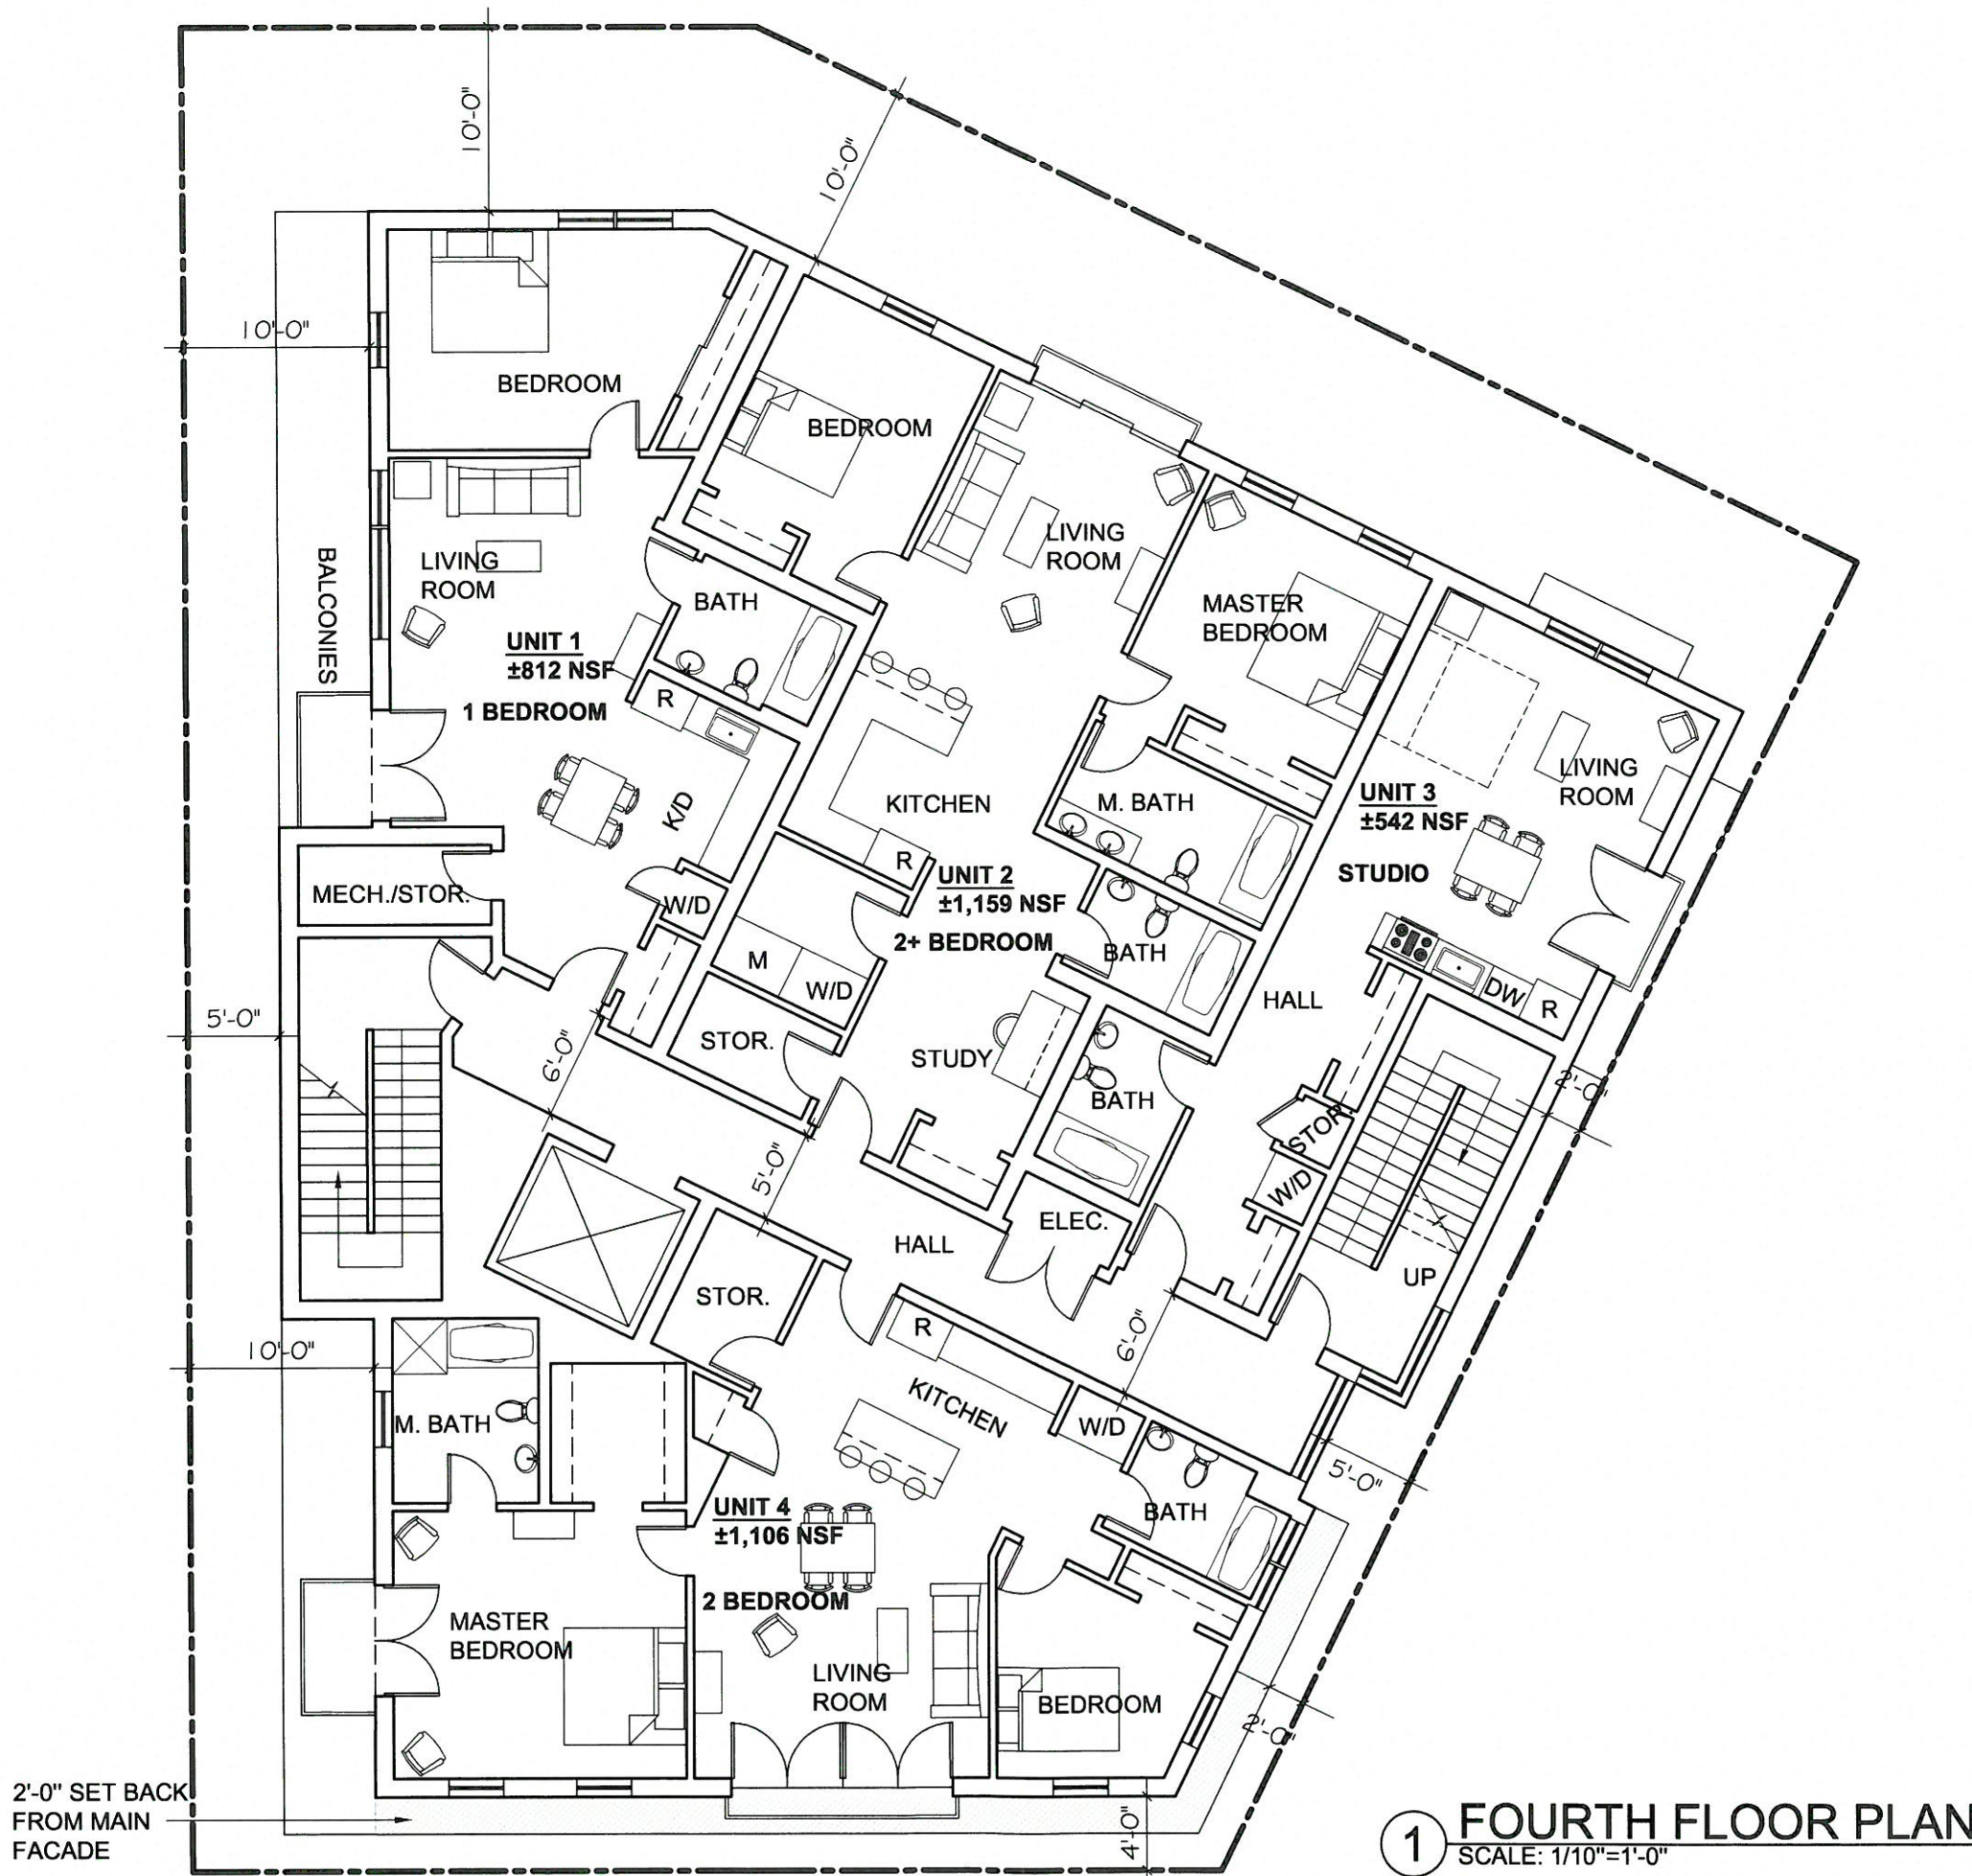 10'-0"
10'-0"
10'-0"
BEDROOM
BEDROOM
LIVING
ROOM
BALCONIES
LIVING
ROOM
BATH
MASTER
BEDROOM
UNIT 1
±812 NSF
1 BEDROOM
R
K/D
KITCHEN
M. BATH
UNIT 3
±542 NSF
STUDIO
LIVING
ROOM
MECH./STOR.
W/D
R
UNIT 2
±1,159 NSF
2+ BEDROOM
BATH
M
W/D
HALL
DW
R
5'-0"
6'-0"
STOR.
STUDY
BATH
2'-0"
STOR.
W/D
5'-0"
ELEC.
HALL
UP
STOR.
R
6'-0"
10'-0"
M. BATH
KITCHEN
W/D
5'-0"
BATH
UNIT 4
±1,106 NSF
2 BEDROOM
MASTER
BEDROOM
LIVING
ROOM
BEDROOM
2'-0"
2'-0" SET BACK
FROM MAIN
FACADE
4'-0"
1
FOURTH FLOOR PLAN
SCALE: 1/10"=1'-0"